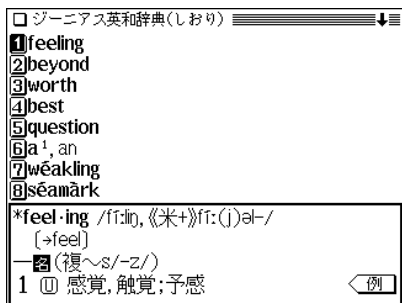 ジーニアス英和辞典(しおり)
1 feeling
2 beyond
3 worth
4 best
5 question
6 a¹, an
7 wéakling
8 séamàrk
*feel·ing /fíːlɪŋ, 《米+》fíː(j)əl-/
〔→feel〕
—名(複~s/-z/)
1 Ⓤ 感覚,触覚;予感
例